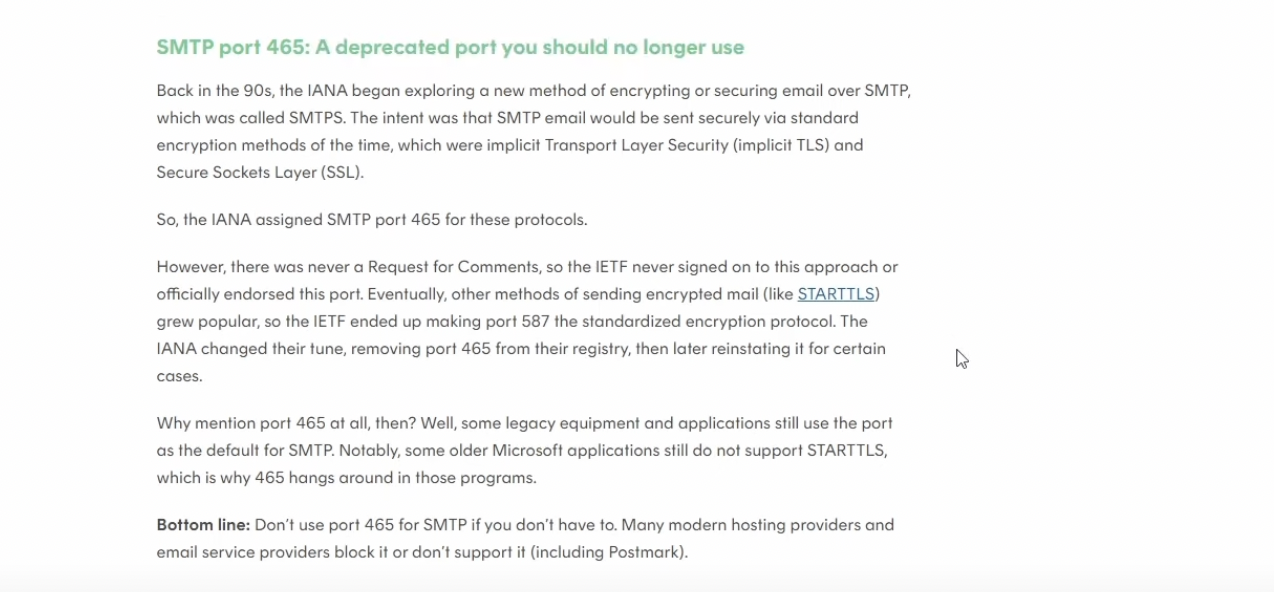 SMTP port 465: A deprecated port you should no longer use
Back in the 90s, the IANA began exploring a new method of encrypting or securing email over SMTP,
which was called SMTPS. The intent was that SMTP email would be sent securely via standard
encryption methods of the time, which were implicit Transport Layer Security (implicit TLS) and
Secure Sockets Layer (SSL).
So, the IANA assigned SMTP port 465 for these protocols.
However, there was never a Request for Comments, so the IETF never signed on to this approach or
officially endorsed this port. Eventually, other methods of sending encrypted mail (like STARTTLS)
grew popular, so the IETF ended up making port 587 the standardized encryption protocol. The
IANA changed their tune, removing port 465 from their registry, then later reinstating it for certain
cases.
Why mention port 465 at all, then? Well, some legacy equipment and applications still use the port
as the default for SMTP. Notably, some older Microsoft applications still do not support STARTTLS,
which is why 465 hangs around in those programs.
Bottom line: Don't use port 465 for SMTP if you don't have to. Many modern hosting providers and
email service providers block it or don't support it (including Postmark).